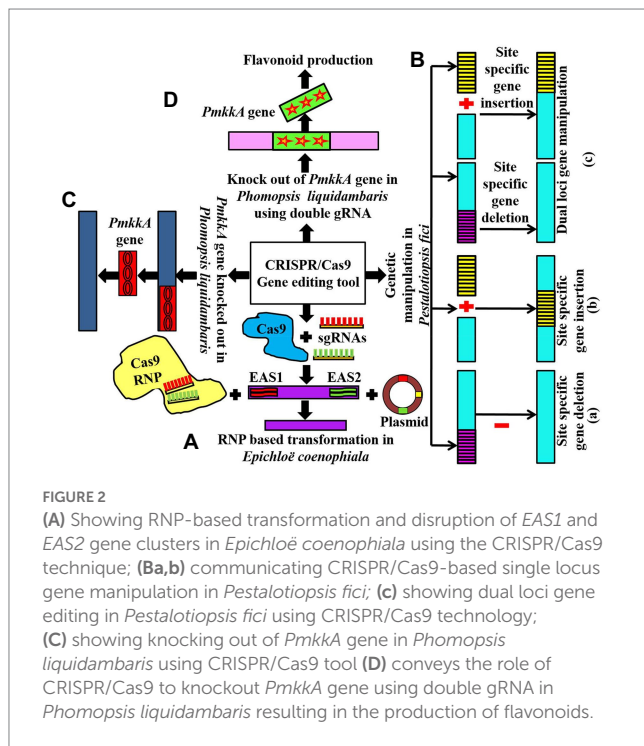 Flavonoid production
D
PmkkA gene
Knock out of PmkkA gene in
Phomopsis liquidambaris
using double gRNA
C
PmkkA
gene
PmkkA gene knocked out in
Phomopsis liquidambaris
CRISPR/Cas9
Gene editing tool
Genetic
manipulation in
Pestalotiopsis fici
Cas9
+
sgRNAs
Cas9
RNP
+
EAS1
EAS2
+
Plasmid
A
RNP based transformation in
Epichloë coenophiala
B
Site
specific
gene
insertion
+
Site
specific
gene
deletion
Dual loci gene manipulation
(c)
+
Site specific
gene insertion
(b)
-
Site specific
gene deletion
(a)
FIGURE 2
(A) Showing RNP-based transformation and disruption of EAS1 and
EAS2 gene clusters in Epichloë coenophiala using the CRISPR/Cas9
technique; (Ba,b) communicating CRISPR/Cas9-based single locus
gene manipulation in Pestalotiopsis fici; (c) showing dual loci gene
editing in Pestalotiopsis fici using CRISPR/Cas9 technology;
(C) showing knocking out of PmkkA gene in Phomopsis
liquidambaris using CRISPR/Cas9 tool (D) conveys the role of
CRISPR/Cas9 to knockout PmkkA gene using double gRNA in
Phomopsis liquidambaris resulting in the production of flavonoids.